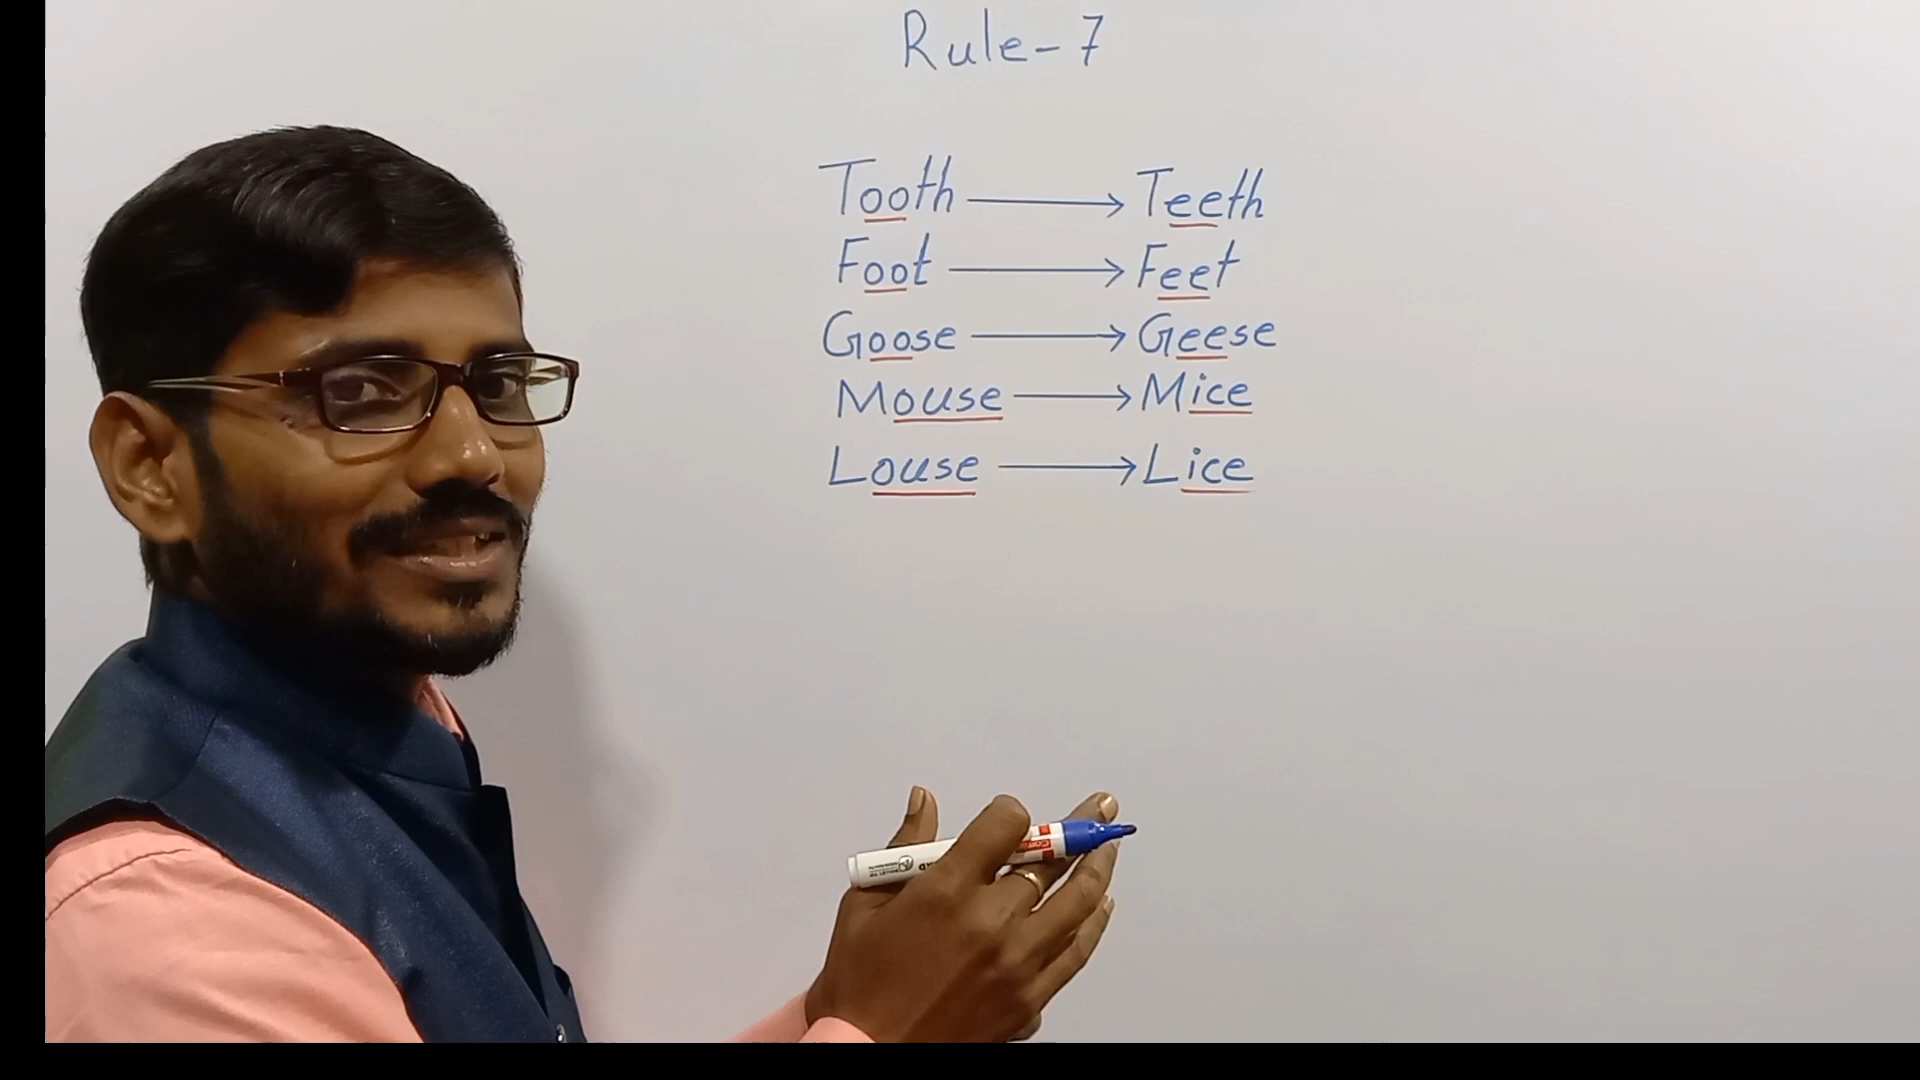 Rule-7
Tooth → Teeth
Foot → Feet
Goose → Geese
Mouse → Mice
Louse → Lice